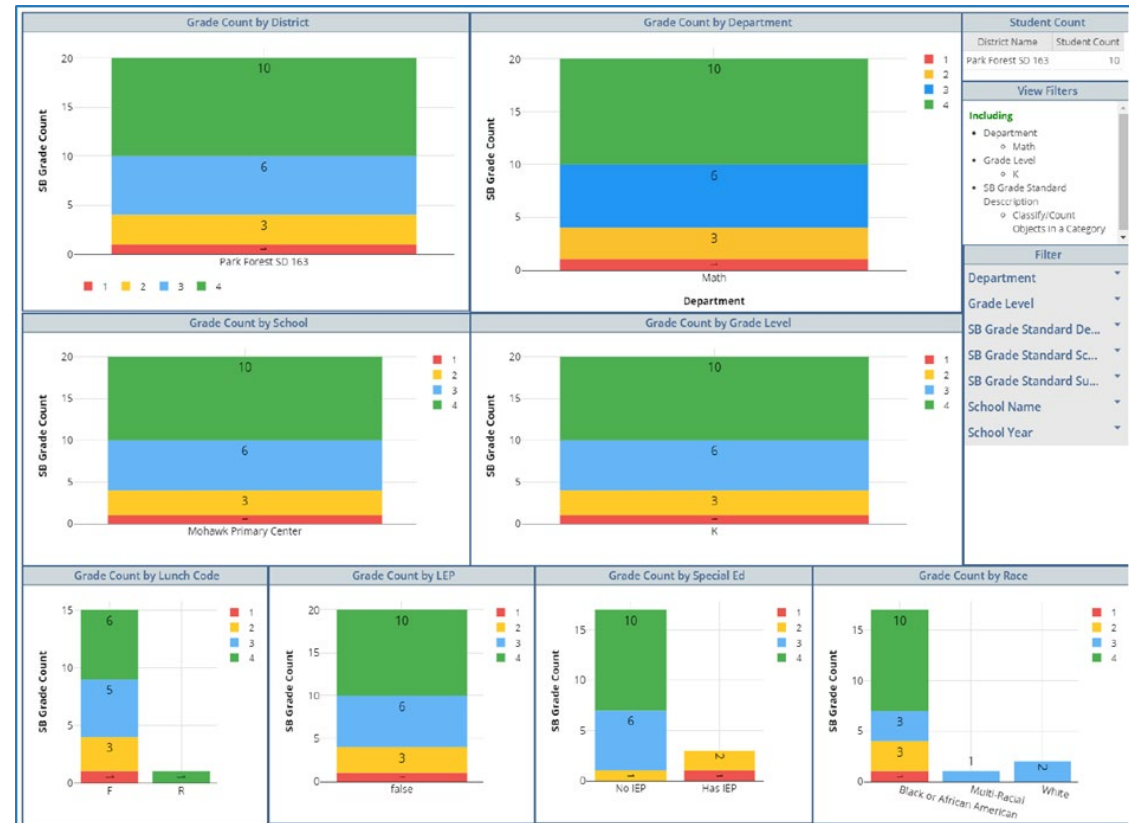 Grade Count by District
20
15
10
5
0
SB Grade Count
10
6
3
1
Park Forest SD 163
1 2 3 4
Grade Count by Department
20
15
10
5
0
SB Grade Count
10
6
3
1
Math
Department
1
2
3
4
Student Count
District Name Student Count
Park Forest SD 163 10
View Filters
Including
• Department
○ Math
• Grade Level
○ K
• SB Grade Standard
Desccription
○ Classify/Count
Objects in a Category
Filter
Department
Grade Level
SB Grade Standard De...
SB Grade Standard Sc...
SB Grade Standard Su...
School Name
School Year
Grade Count by School
20
15
10
5
0
SB Grade Count
10
6
3
1
Mohawk Primary Center
1
2
3
4
Grade Count by Grade Level
20
15
10
5
0
SB Grade Count
10
6
3
1
K
1
2
3
4
Grade Count by Lunch Code
15
10
5
0
SB Grade Count
6
5
3
1
1
F R
1
2
3
4
Grade Count by LEP
20
15
10
5
0
SB Grade Count
10
6
3
1
false
1
2
3
4
Grade Count by Special Ed
15
10
5
0
SB Grade Count
10
6
1
2
1
No IEP Has IEP
1
2
3
4
Grade Count by Race
15
10
5
0
SB Grade Count
10
3
3
1
1
2
Black or African American
Multi-Racial
White
1
2
3
4